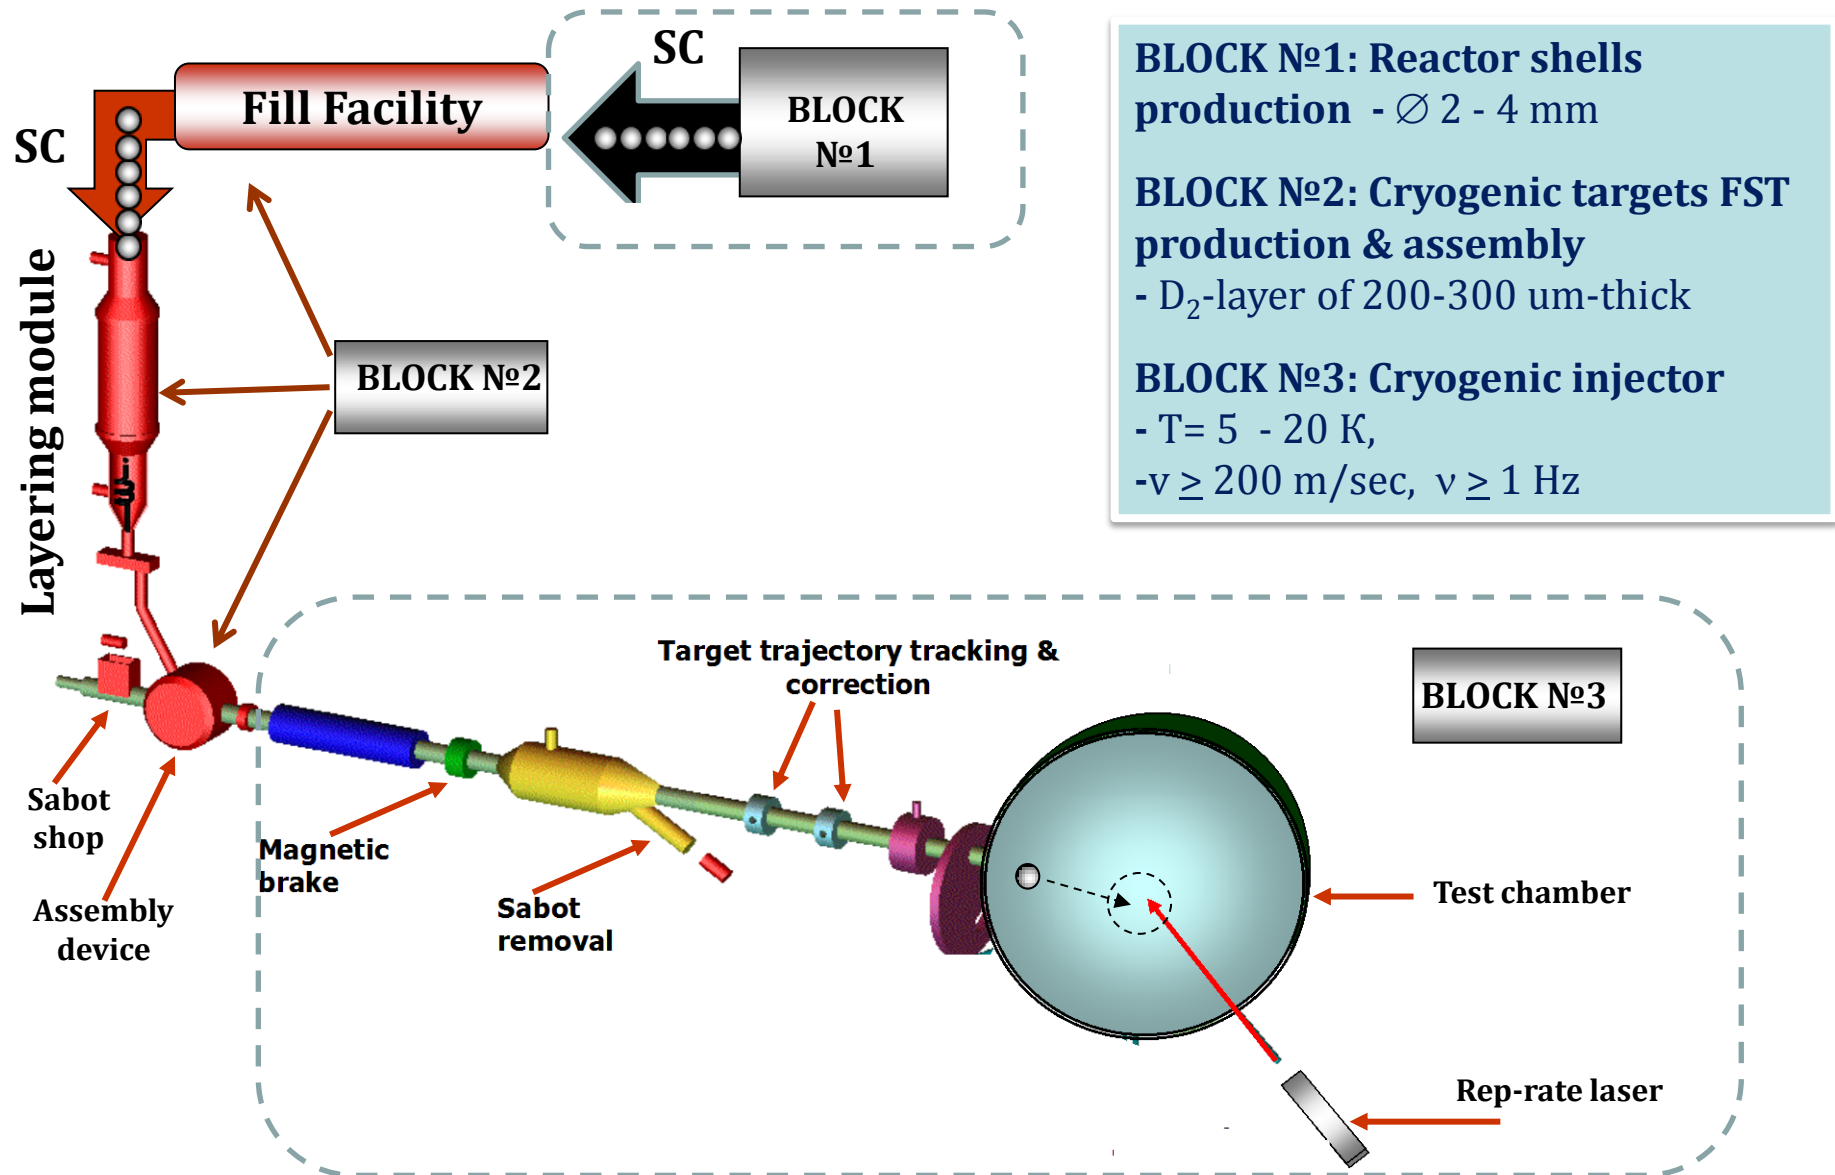 SC
Fill Facility
SC
BLOCK
№1
BLOCK №1: Reactor shells
production - ∅ 2 - 4 mm
BLOCK №2: Cryogenic targets FST
production & assembly
- D₂-layer of 200-300 um-thick
BLOCK №3: Cryogenic injector
- T= 5 - 20 K,
-v ≥ 200 m/sec, ν ≥ 1 Hz
Layering module
BLOCK №2
Target trajectory tracking &
correction
BLOCK №3
Sabot
shop
Assembly
device
Magnetic
brake
Sabot
removal
Test chamber
Rep-rate laser